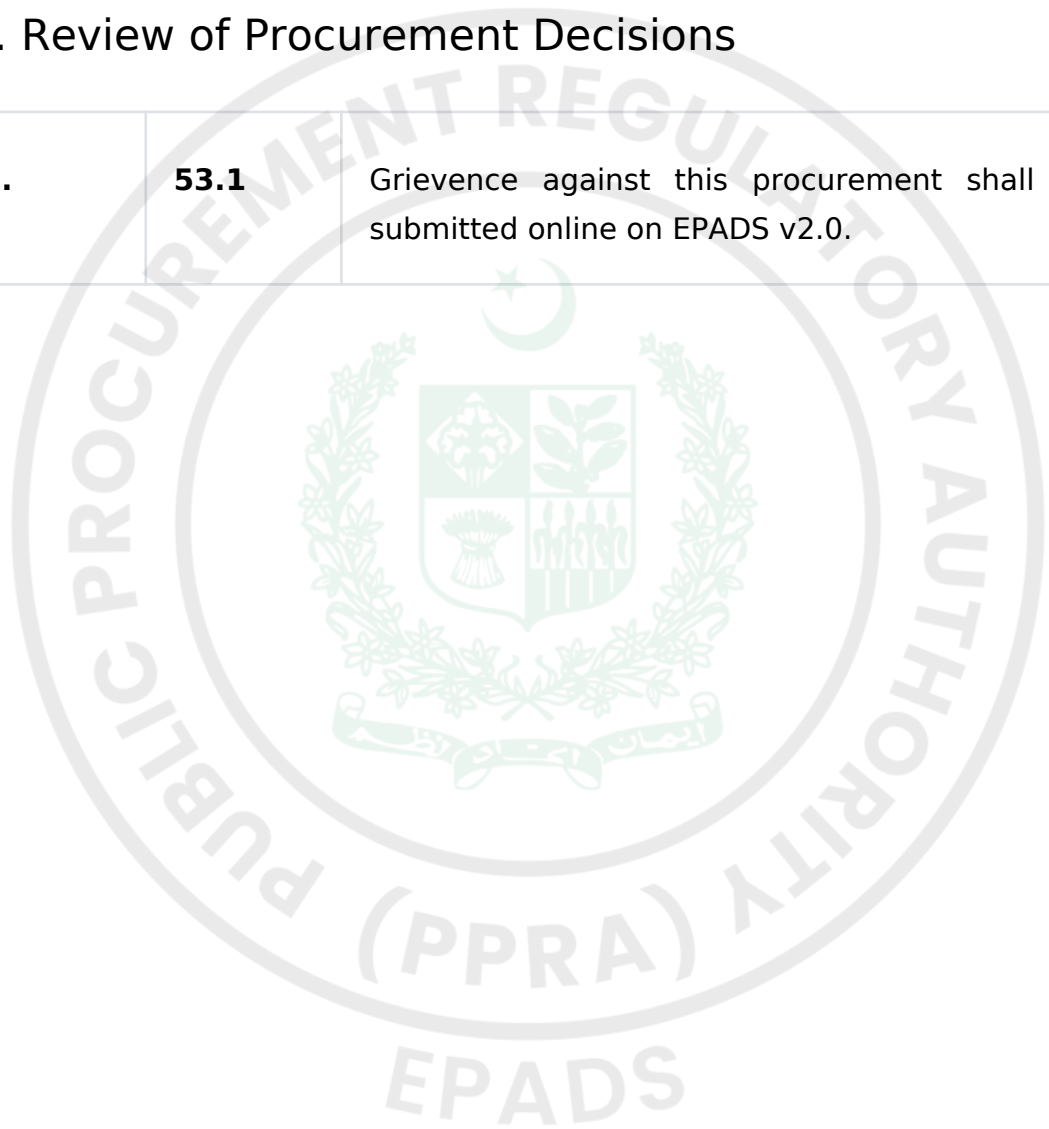 . Review of Procurement Decisions
. 53.1 Grievence against this procurement shall
submitted online on EPADS v2.0.
PUBLIC PROCUREMENT REGULATORY AUTHORITY
(PPRA)
EPADS